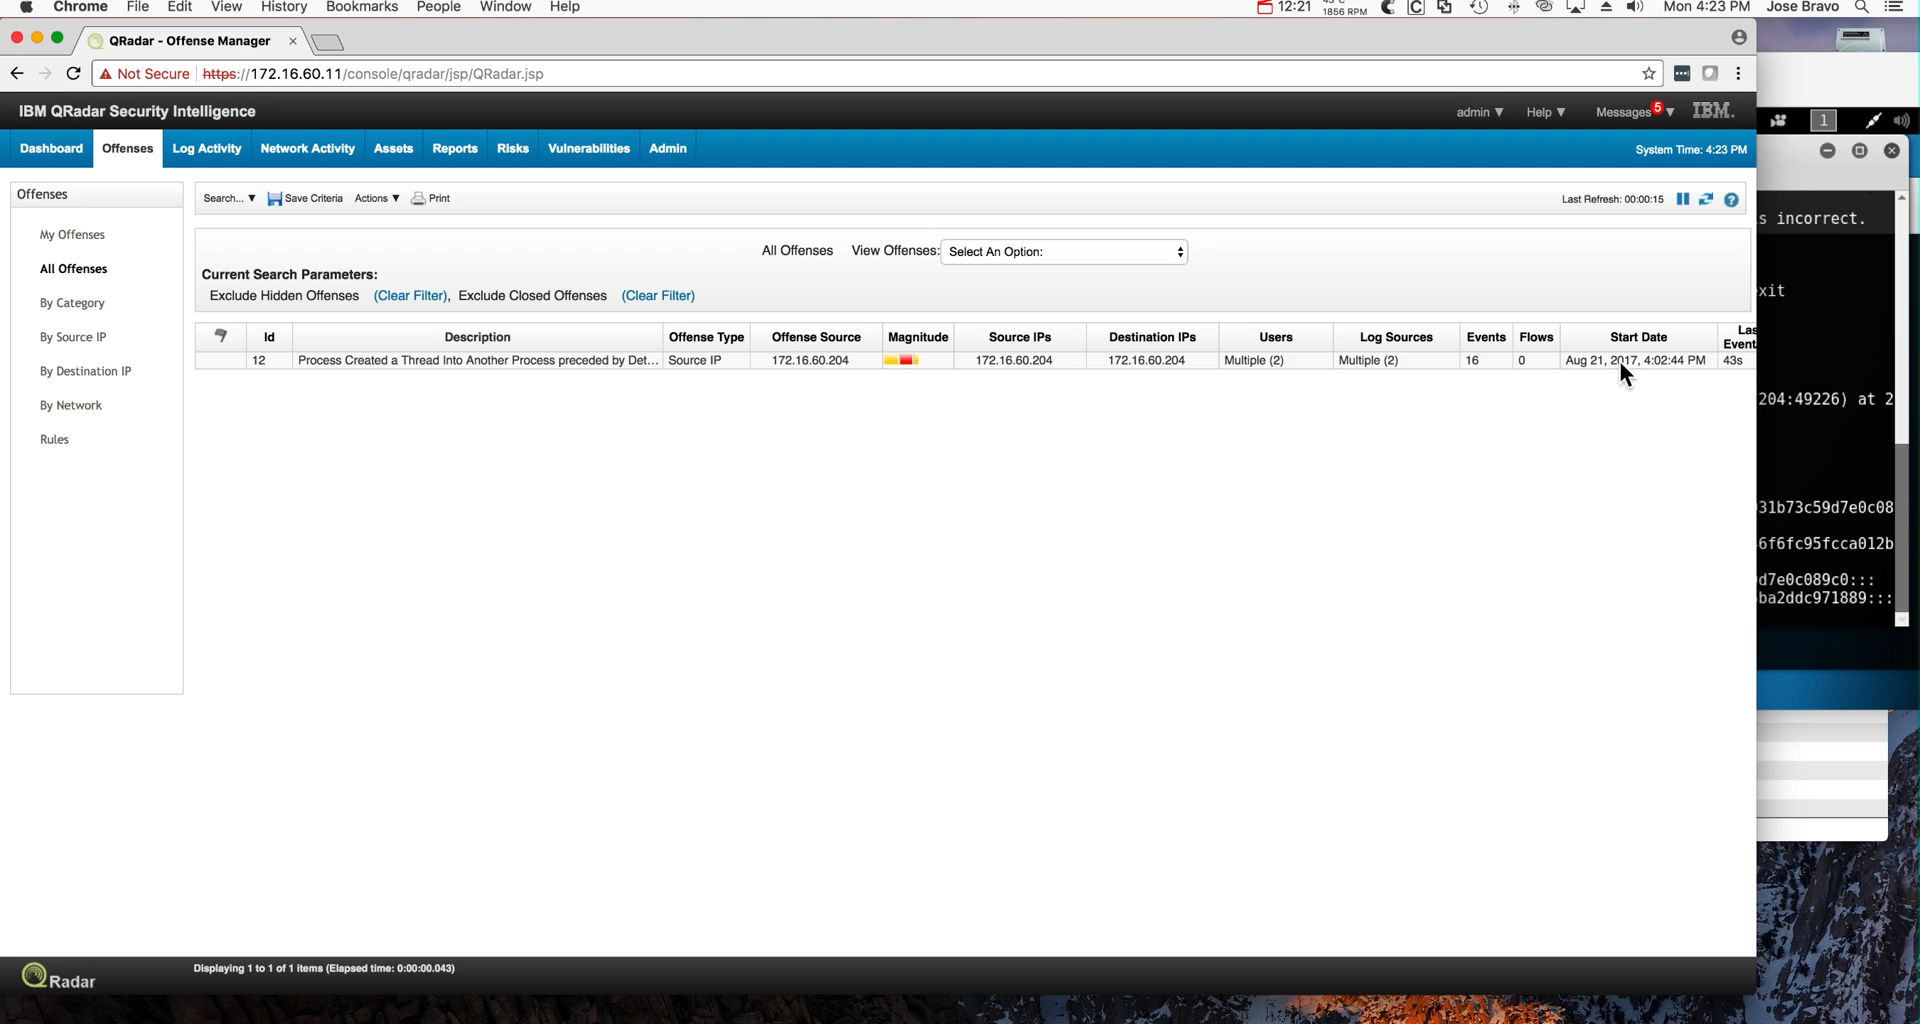 Chrome File Edit View History Bookmarks People Window Help 12:21 1856 RPM Mon 4:23 PM Jose Bravo
QRadar - Offense Manager
Not Secure https://172.16.60.11/console/qradar/jsp/QRadar.jsp
IBM QRadar Security Intelligence admin ▼ Help ▼ Messages 5 ▼ IBM.
1
Dashboard Offenses Log Activity Network Activity Assets Reports Risks Vulnerabilities Admin System Time: 4:23 PM
Offenses
My Offenses
All Offenses
By Category
By Source IP
By Destination IP
By Network
Rules
Search... ▼ Save Criteria Actions ▼ Print Last Refresh: 00:00:15
All Offenses View Offenses: Select An Option:
Current Search Parameters:
Exclude Hidden Offenses (Clear Filter), Exclude Closed Offenses (Clear Filter)
Id Description Offense Type Offense Source Magnitude Source IPs Destination IPs Users Log Sources Events Flows Start Date Las
Event
12 Process Created a Thread Into Another Process preceded by Det... Source IP 172.16.60.204 172.16.60.204 172.16.60.204 Multiple (2) Multiple (2) 16 0 Aug 21, 2017, 4:02:44 PM 43s
s incorrect.
xit
204:49226) at 2
31b73c59d7e0c08
6f6fc95fcca012b
d7e0c089c0:::
ba2ddc971889:::
QRadar
Displaying 1 to 1 of 1 items (Elapsed time: 0:00:00.043)